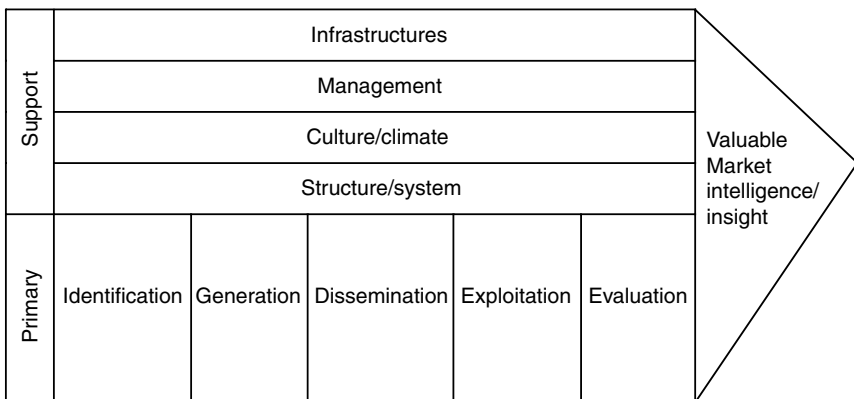 Support
Infrastructures
Management
Culture/climate
Structure/system
Valuable
Market
intelligence/
insight
Primary
Identification
Generation
Dissemination
Exploitation
Evaluation